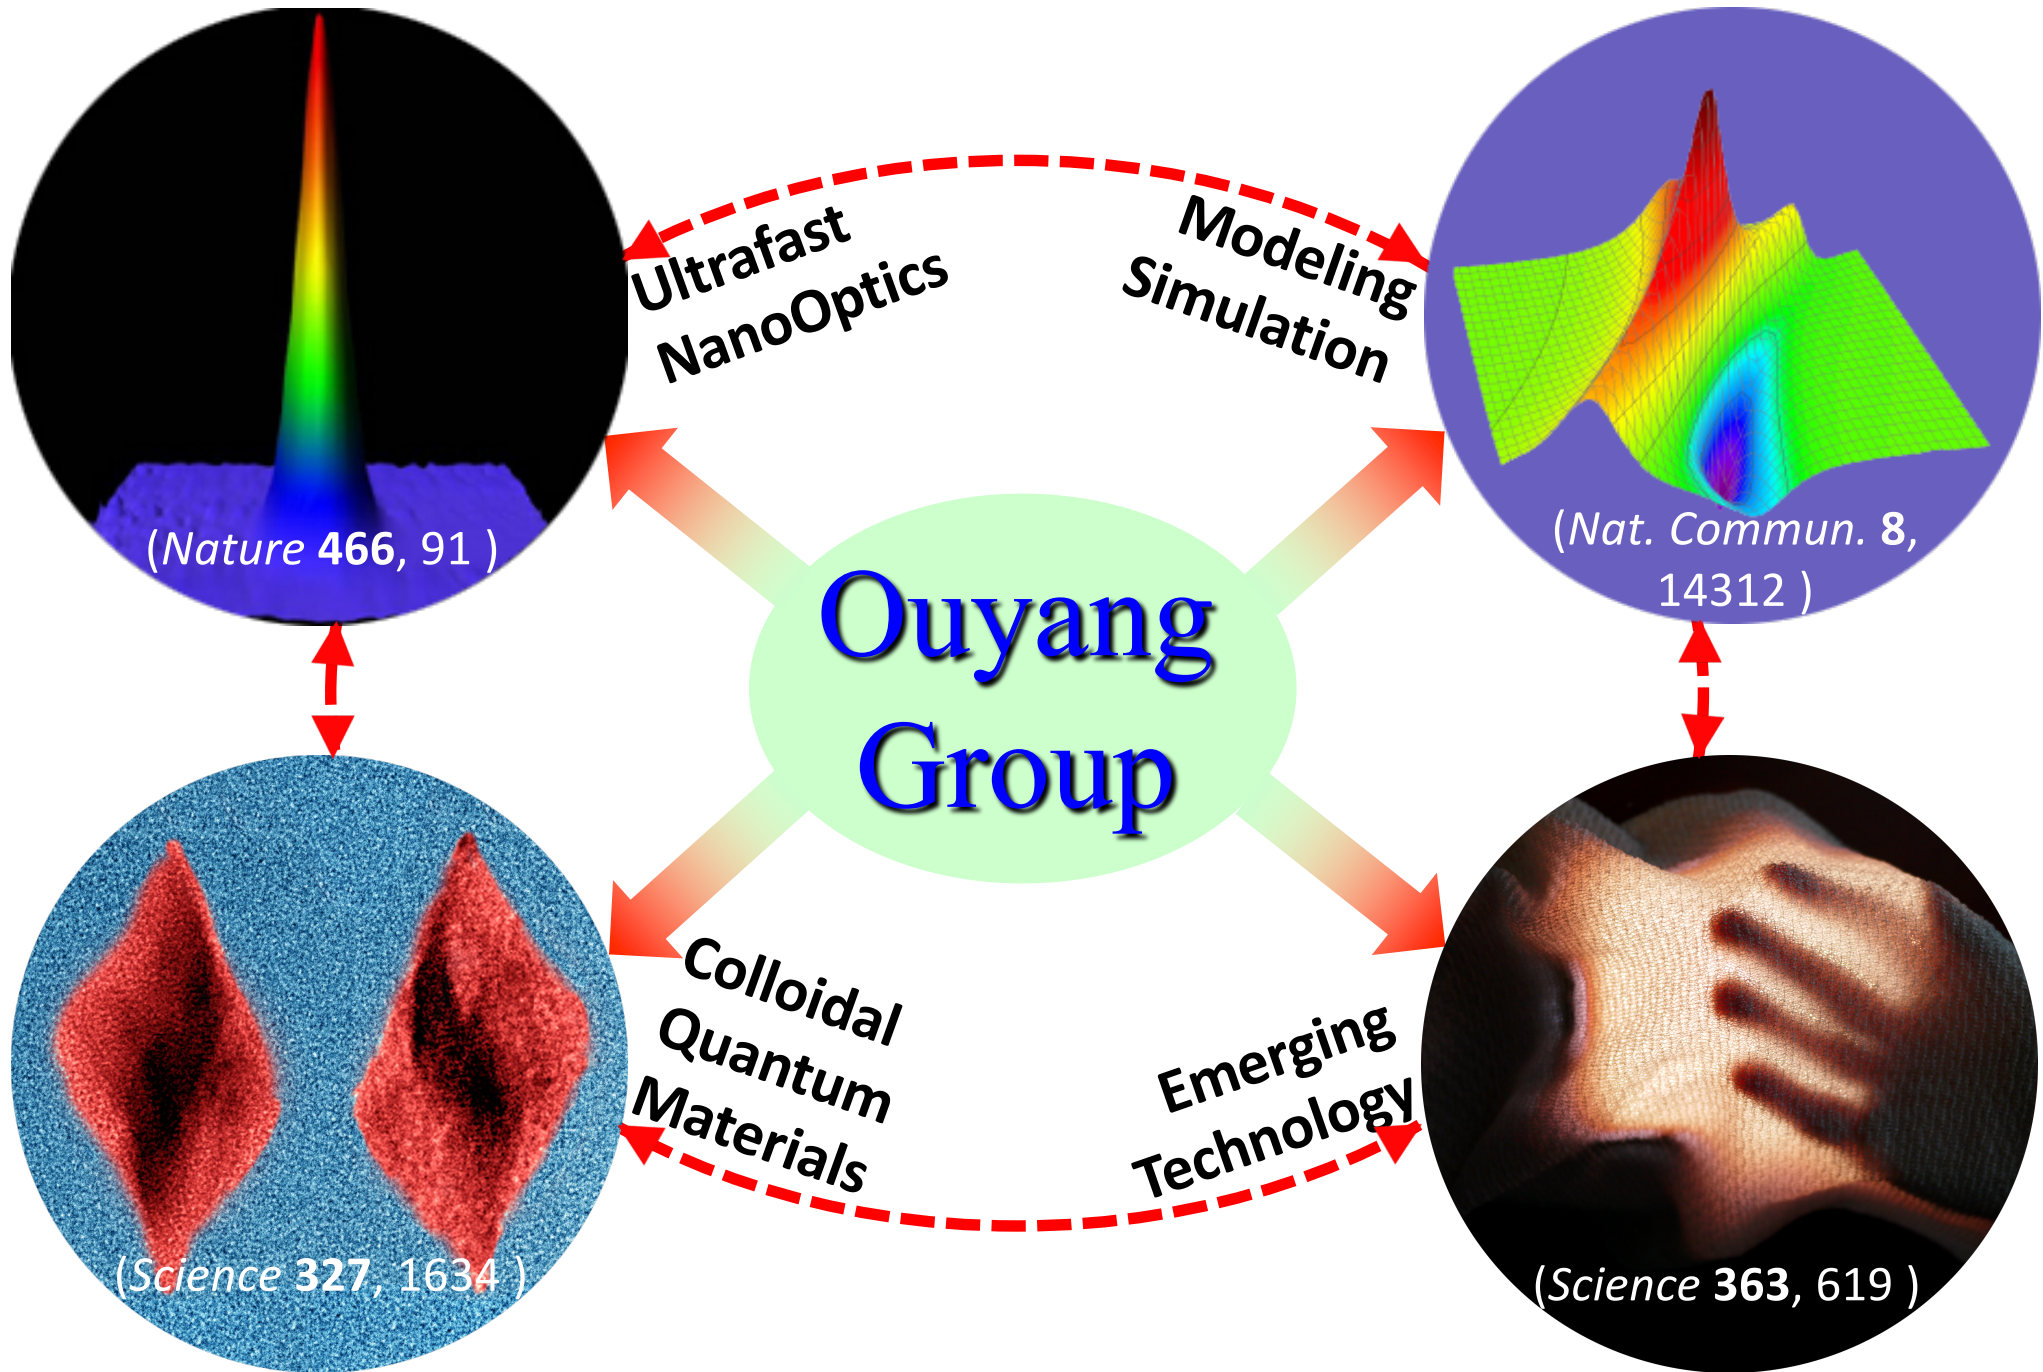 Ultrafast
NanoOptics
Modeling
Simulation
(Nature 466, 91 )
(Nat. Commun. 8,
14312 )
Ouyang
Group
Colloidal
Quantum
Materials
Emerging
Technology
(Science 327, 1634 )
(Science 363, 619 )